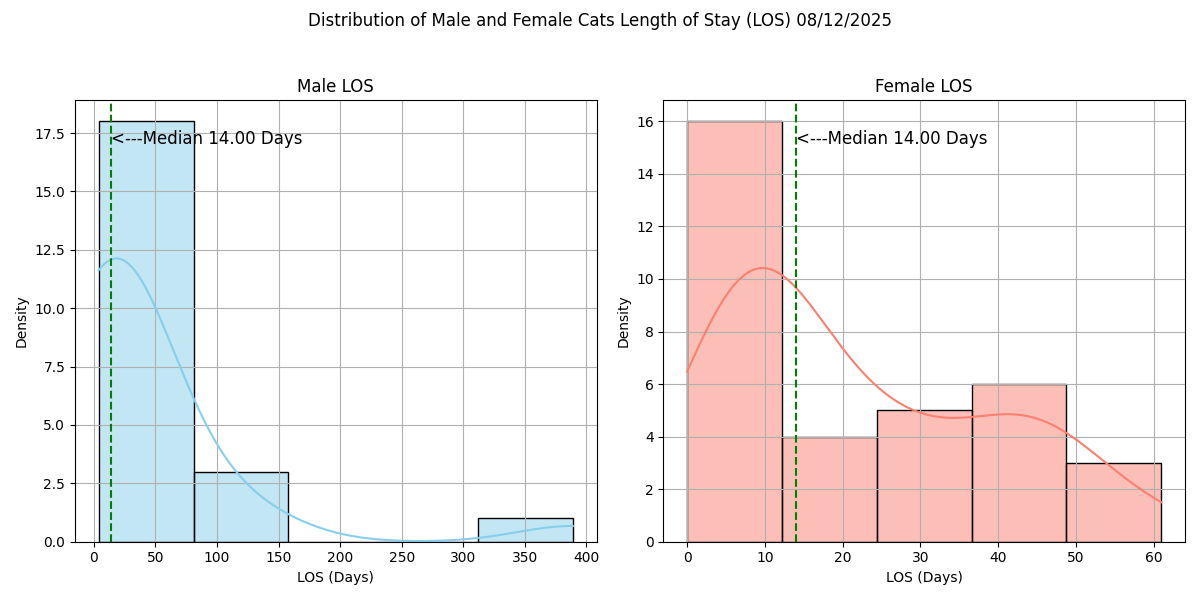 Distribution of Male and Female Cats Length of Stay (LOS) 08/12/2025
Male LOS
<---Median 14.00 Days
Density
17.5
15.0
12.5
10.0
7.5
5.0
2.5
0.0
0 50 100 150 200 250 300 350 400
LOS (Days)
Female LOS
<---Median 14.00 Days
Density
16
14
12
10
8
6
4
2
0
0 10 20 30 40 50 60
LOS (Days)